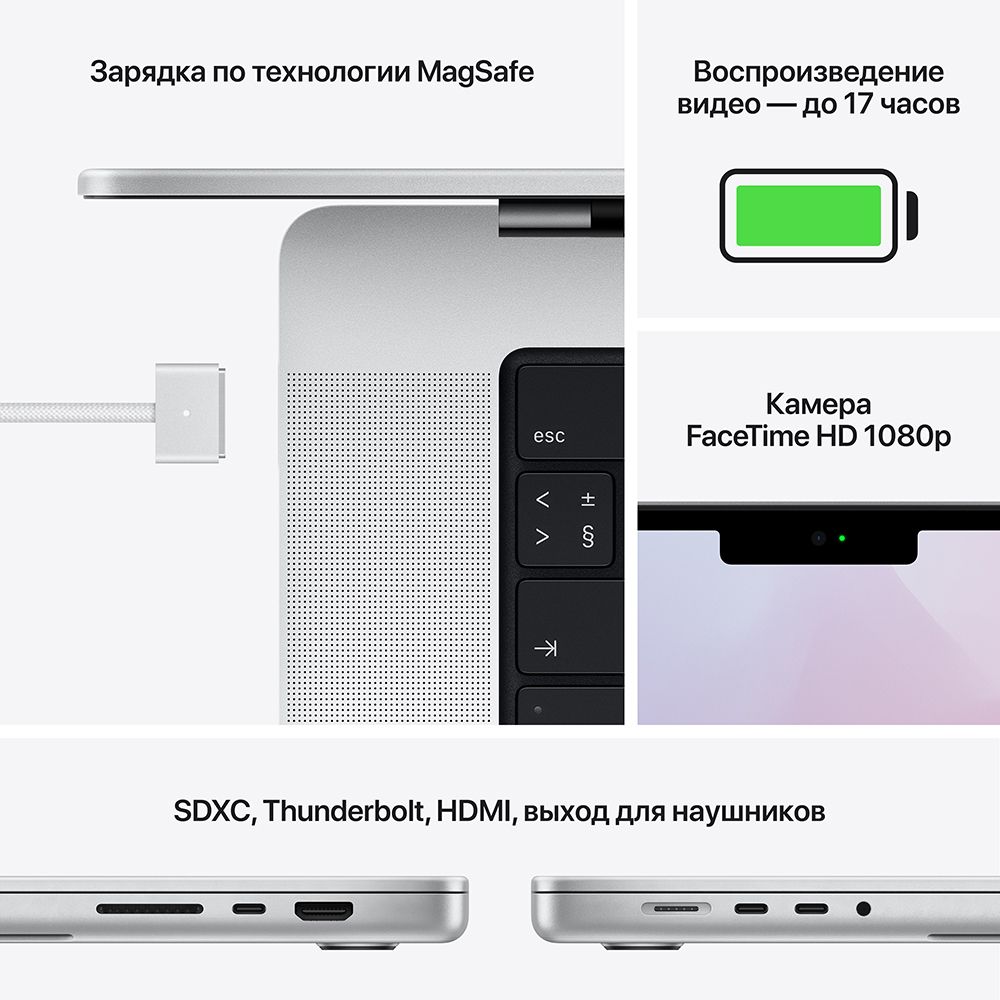 Зарядка по технологии MagSafe
Воспроизведение
видео — до 17 часов
Камера
FaceTime HD 1080p
esc
< ±
> §
SDXC, Thunderbolt, HDMI, выход для наушников